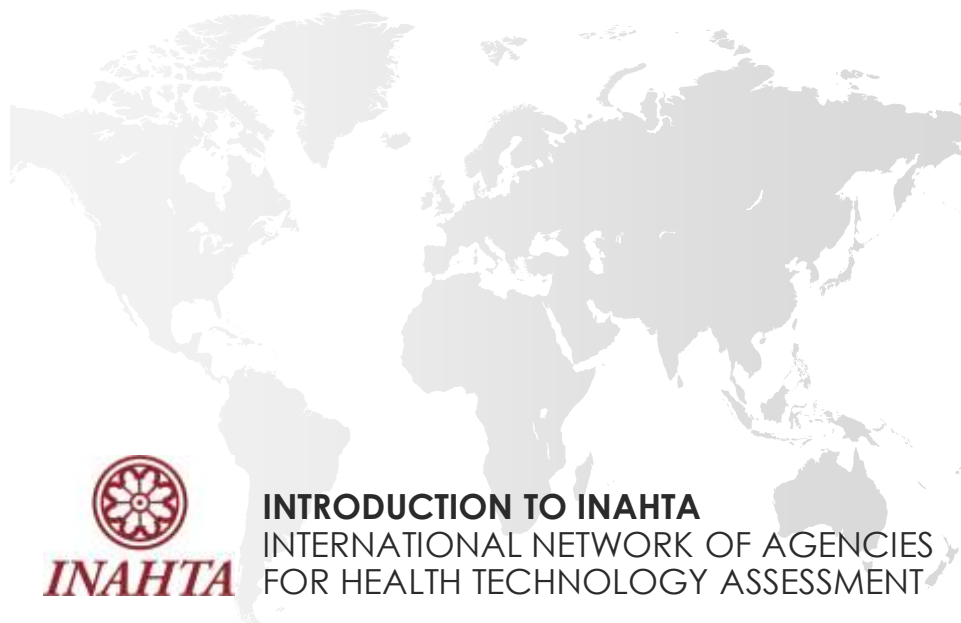 INAHTA
INTRODUCTION TO INAHTA
INTERNATIONAL NETWORK OF AGENCIES
FOR HEALTH TECHNOLOGY ASSESSMENT